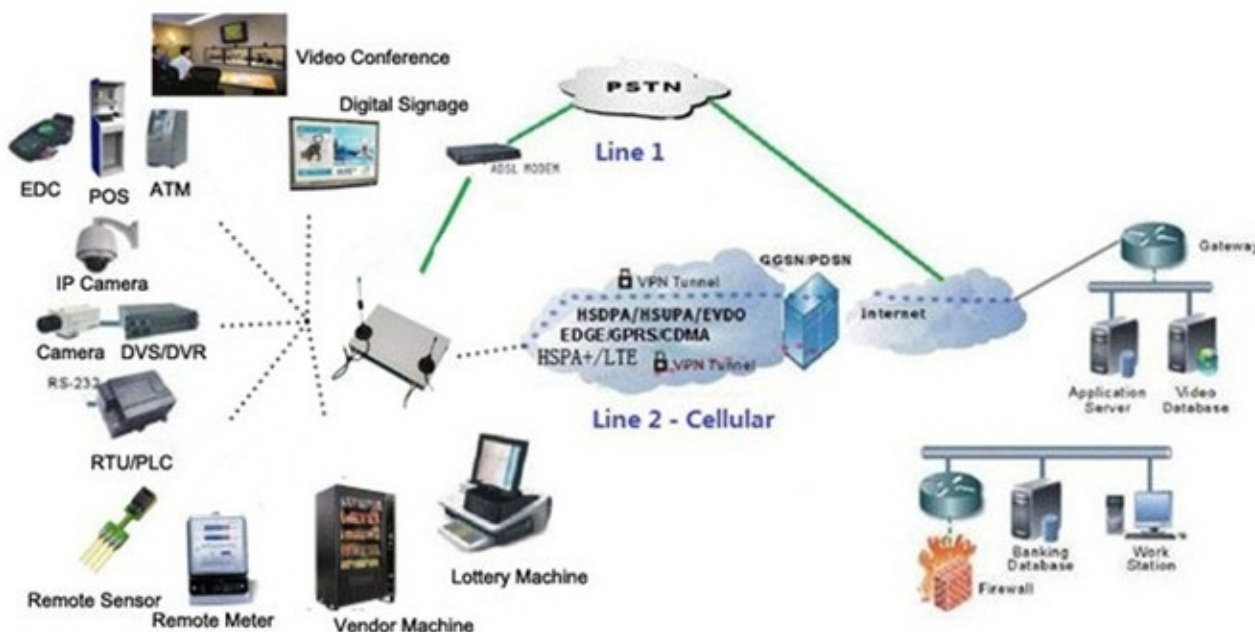 Video Conference
Digital Signage
EDC
POS
ATM
IP Camera
Camera
DVS/DVR
RS-232
RTU/PLC
Remote Sensor
Remote Meter
Vendor Machine
Lottery Machine
PSTN
Line 1
ADSL MODEM
GGSN/PDSN
VPN Tunnel
HSDPA/HSUPA/EVDO
EDGE/GPRS/CDMA
HSPA+/LTE
VPN Tunnel
Line 2 - Cellular
Internet
Gateway
Application
Server
Video
Database
Banking
Database
Work
Station
Firewall